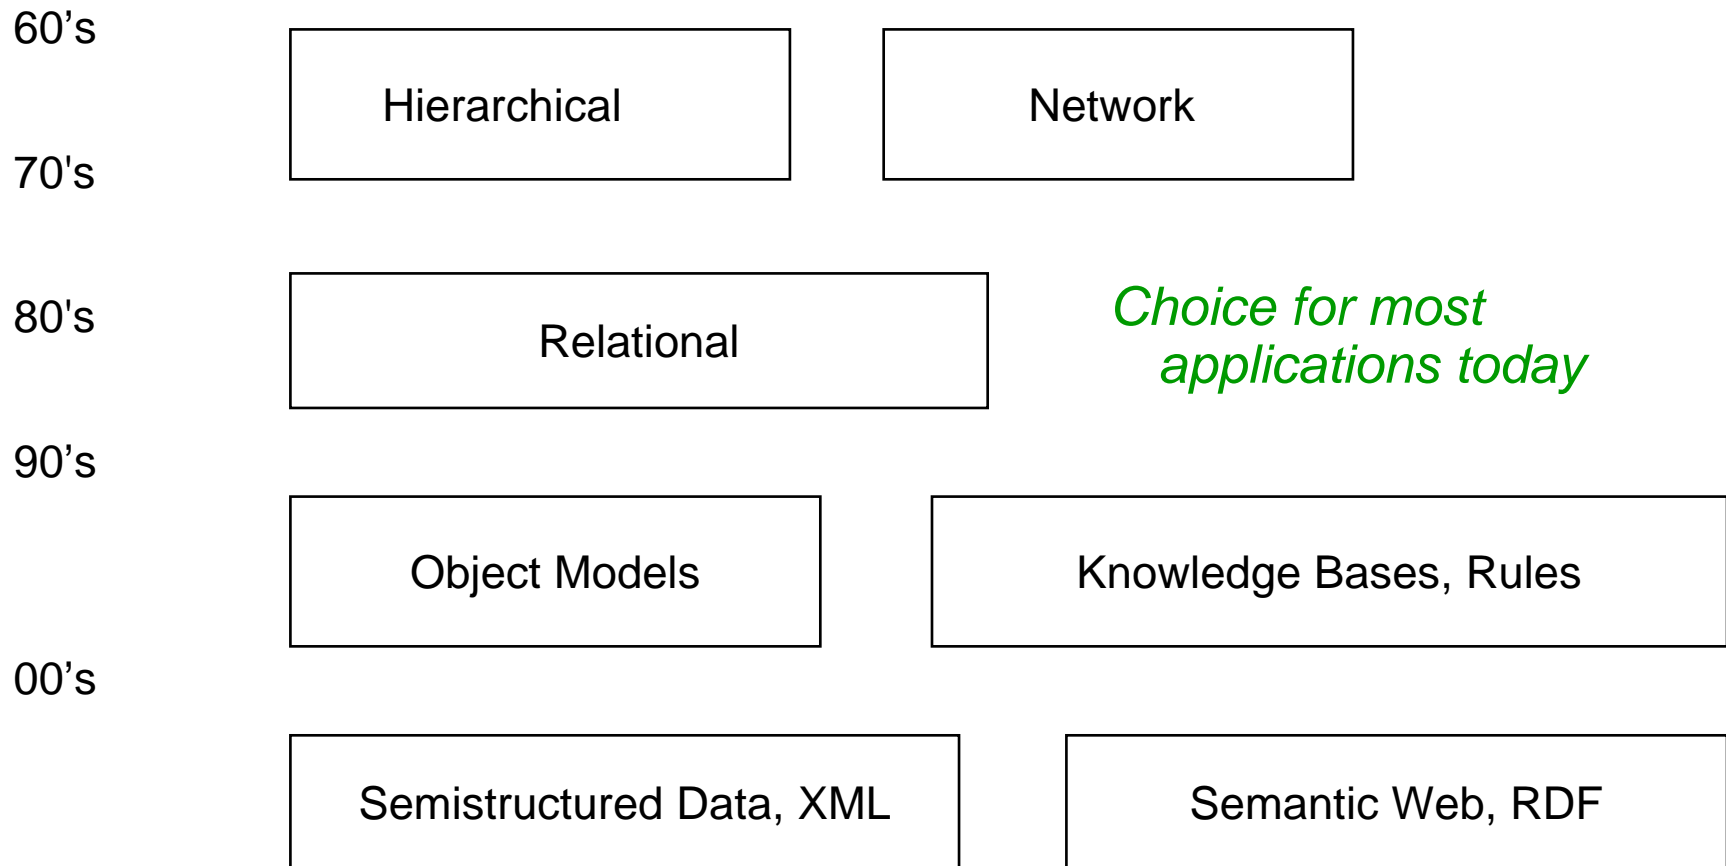 60’s
Hierarchical
Network
70's
80's
Relational
Choice for most
applications today
90’s
Object Models
Knowledge Bases, Rules
00’s
Semistructured Data, XML
Semantic Web, RDF